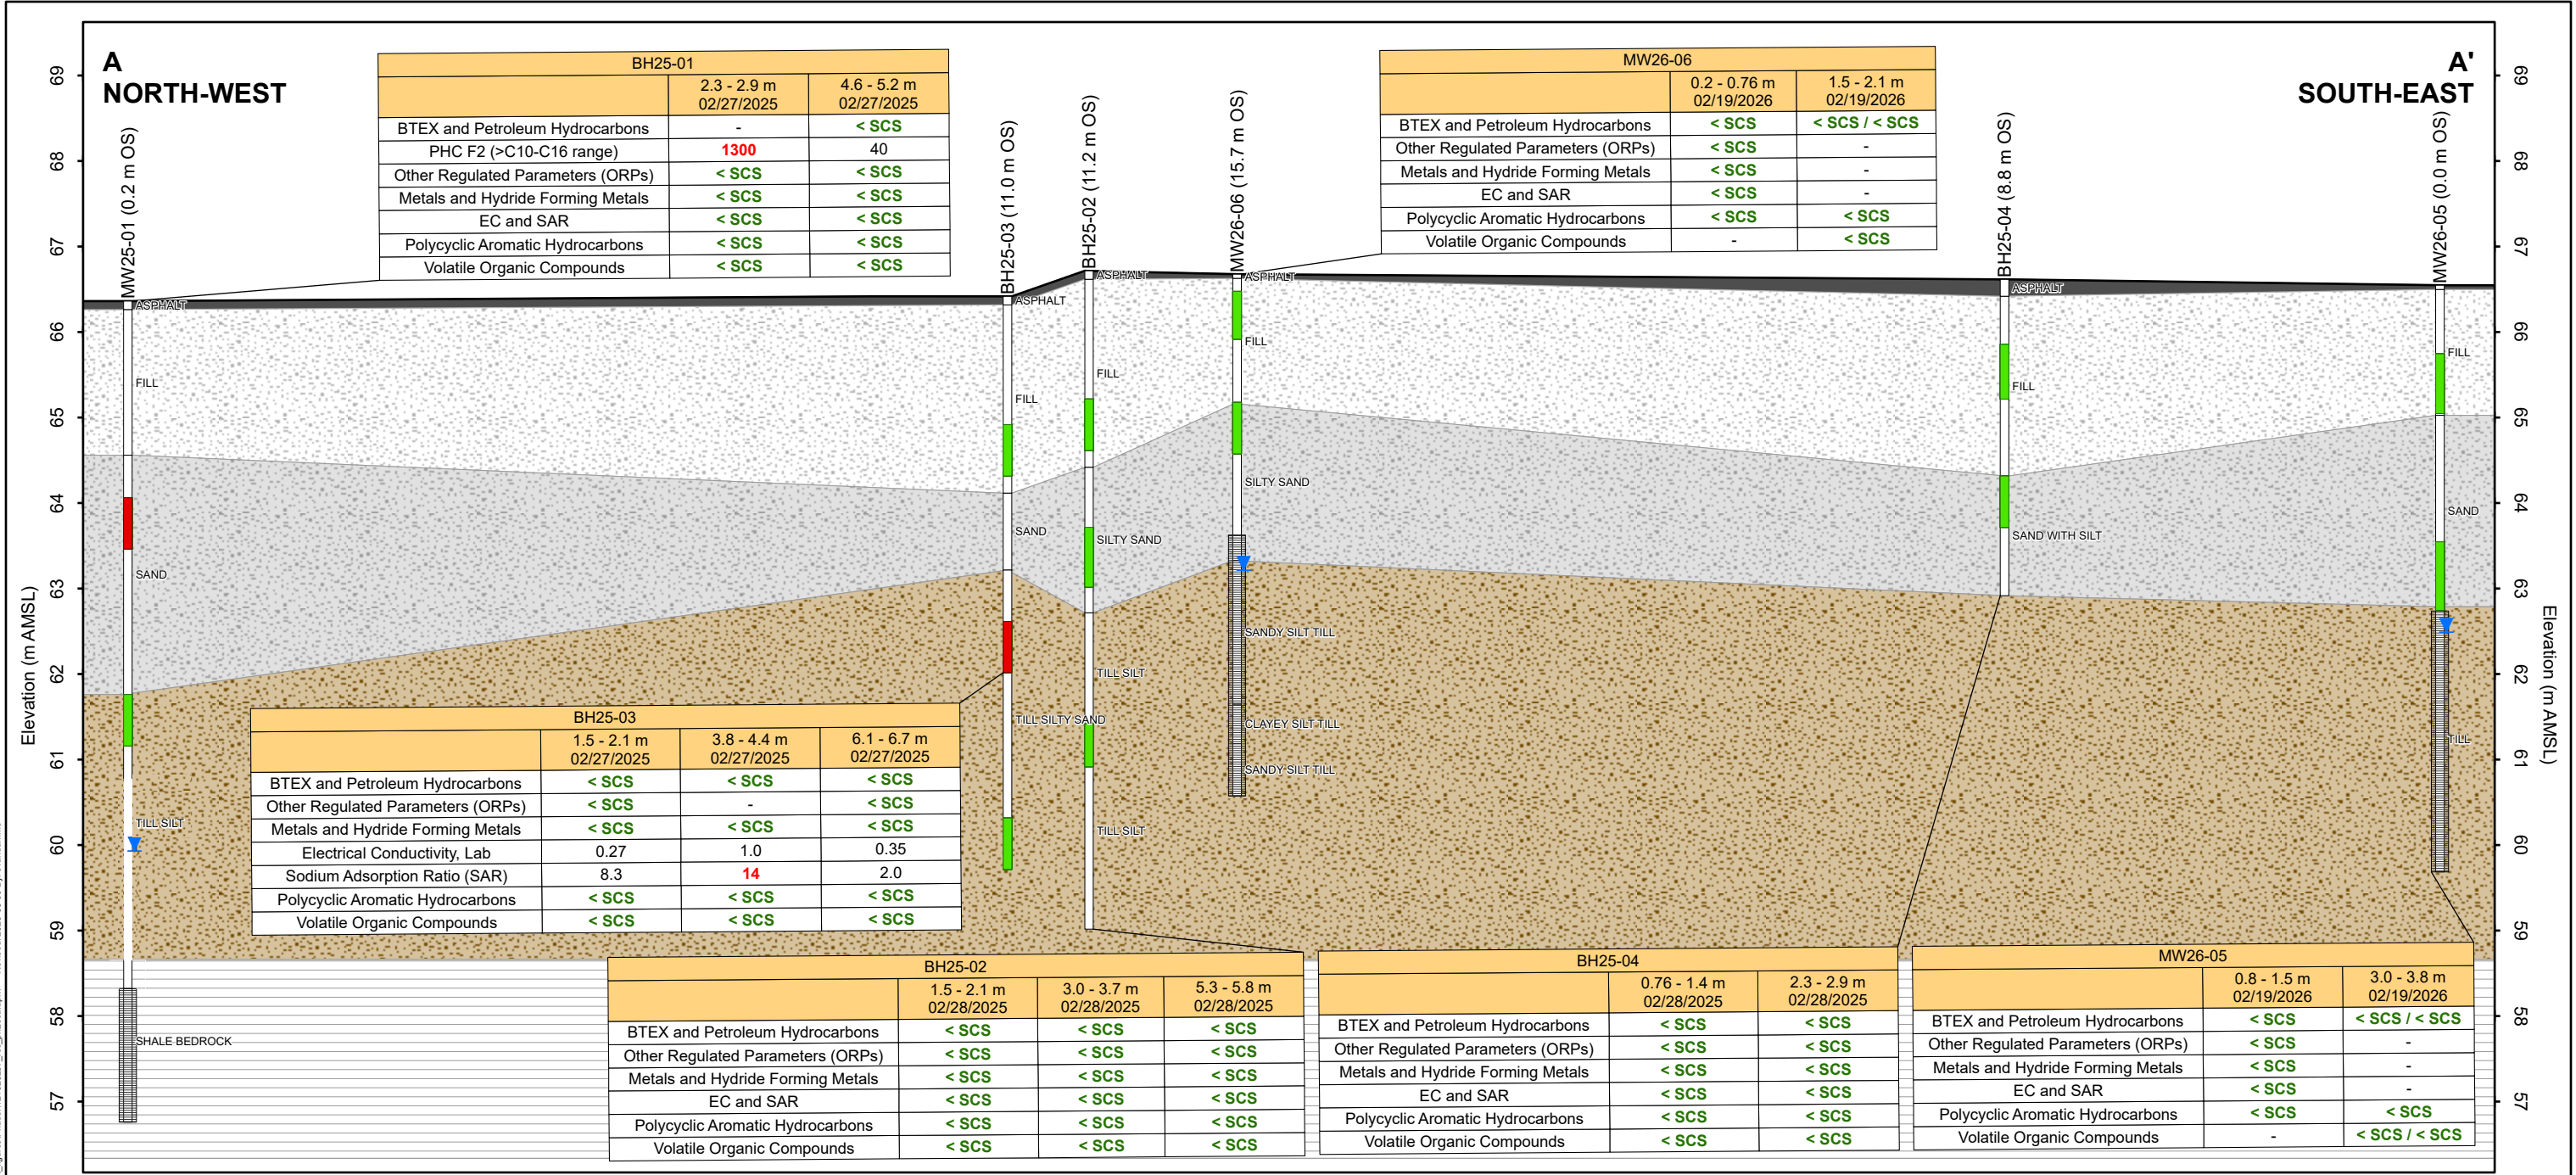 A
NORTH-WEST
A'
SOUTH-EAST
BH25-01
2.3 - 2.9 m 4.6 - 5.2 m
02/27/2025 02/27/2025
BTEX and Petroleum Hydrocarbons - < SCS
PHC F2 (>C10-C16 range) 1300 40
Other Regulated Parameters (ORPs) < SCS < SCS
Metals and Hydride Forming Metals < SCS < SCS
EC and SAR < SCS < SCS
Polycyclic Aromatic Hydrocarbons < SCS < SCS
Volatile Organic Compounds < SCS < SCS
MW26-06
0.2 - 0.76 m 1.5 - 2.1 m
02/19/2026 02/19/2026
BTEX and Petroleum Hydrocarbons < SCS < SCS / < SCS
Other Regulated Parameters (ORPs) < SCS -
Metals and Hydride Forming Metals < SCS -
EC and SAR < SCS -
Polycyclic Aromatic Hydrocarbons < SCS < SCS
Volatile Organic Compounds - < SCS
MW25-01 (0.2 m OS)
BH25-03 (11.0 m OS)
BH25-02 (11.2 m OS)
MW26-06 (15.7 m OS)
BH25-04 (8.8 m OS)
MW26-05 (0.0 m OS)
Elevation (m AMSL)
69
68
67
66
65
64
63
62
61
60
59
58
57
ASPHALT
FILL
SAND
TILL SILT
SHALE BEDROCK
ASPHALT
FILL
SAND
TILL SILTY SAND
ASPHALT
FILL
SILTY SAND
TILL SILT
TILL SILT
ASPHALT
FILL
SILTY SAND
SANDY SILT TILL
CLAYEY SILT TILL
SANDY SILT TILL
ASPHALT
FILL
SAND WITH SILT
FILL
SAND
TILL
69
68
67
66
65
64
63
62
61
60
59
58
57
Elevation (m AMSL)
BH25-03
1.5 - 2.1 m 3.8 - 4.4 m 6.1 - 6.7 m
02/27/2025 02/27/2025 02/27/2025
BTEX and Petroleum Hydrocarbons < SCS < SCS < SCS
Other Regulated Parameters (ORPs) < SCS - < SCS
Metals and Hydride Forming Metals < SCS < SCS < SCS
Electrical Conductivity, Lab 0.27 1.0 0.35
Sodium Adsorption Ratio (SAR) 8.3 14 2.0
Polycyclic Aromatic Hydrocarbons < SCS < SCS < SCS
Volatile Organic Compounds < SCS < SCS < SCS
BH25-02
1.5 - 2.1 m 3.0 - 3.7 m 5.3 - 5.8 m
02/28/2025 02/28/2025 02/28/2025
BTEX and Petroleum Hydrocarbons < SCS < SCS < SCS
Other Regulated Parameters (ORPs) < SCS < SCS < SCS
Metals and Hydride Forming Metals < SCS < SCS < SCS
EC and SAR < SCS < SCS < SCS
Polycyclic Aromatic Hydrocarbons < SCS < SCS < SCS
Volatile Organic Compounds < SCS < SCS < SCS
BH25-04
0.76 - 1.4 m 2.3 - 2.9 m
02/28/2025 02/28/2025
BTEX and Petroleum Hydrocarbons < SCS < SCS
Other Regulated Parameters (ORPs) < SCS < SCS
Metals and Hydride Forming Metals < SCS < SCS
EC and SAR < SCS < SCS
Polycyclic Aromatic Hydrocarbons < SCS < SCS
Volatile Organic Compounds < SCS < SCS
MW26-05
0.8 - 1.5 m 3.0 - 3.8 m
02/19/2026 02/19/2026
BTEX and Petroleum Hydrocarbons < SCS < SCS / < SCS
Other Regulated Parameters (ORPs) < SCS -
Metals and Hydride Forming Metals < SCS -
EC and SAR < SCS -
Polycyclic Aromatic Hydrocarbons < SCS < SCS
Volatile Organic Compounds - < SCS / < SCS